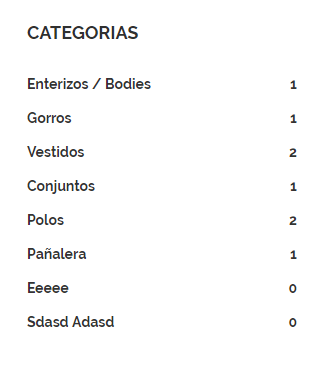 CATEGORIAS
Enterizos / Bodies 1
Gorros 1
Vestidos 2
Conjuntos 1
Polos 2
Pañalera 1
Eeeee 0
Sdasd Adasd 0